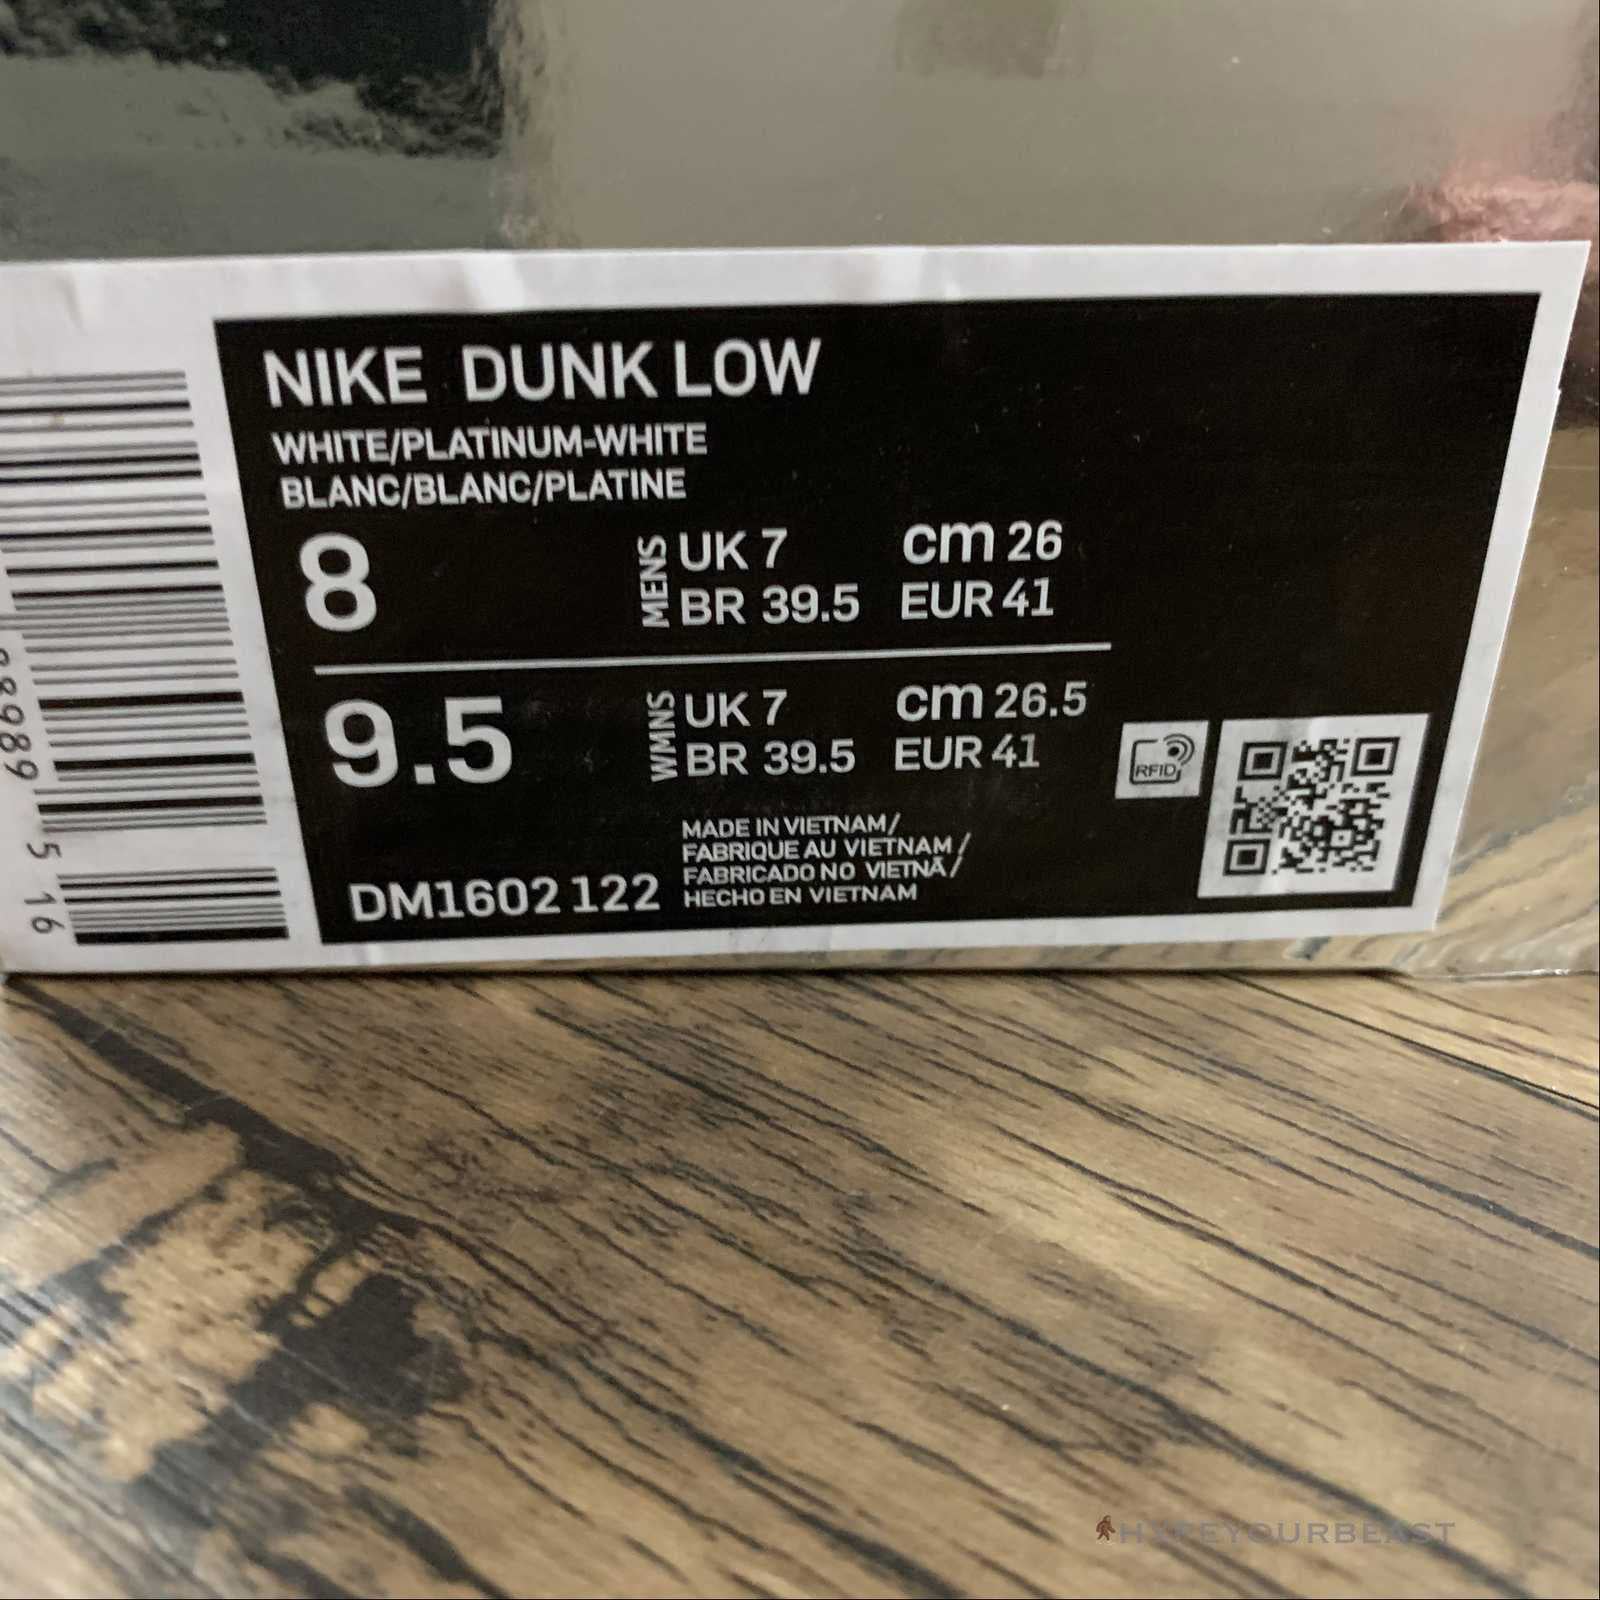 NIKE DUNK LOW
WHITE/PLATINUM-WHITE
BLANC/BLANC/PLATINE
8
MENS
UK 7
cm 26
BR 39.5
EUR 41
9.5
WMNS
UK 7
cm 26.5
BR 39.5
EUR 41
RFID
DM1602 122
MADE IN VIETNAM/
FABRIQUE AU VIETNAM /
FABRICADO NO VIETNÃ/
HECHO EN VIETNAM
5 16
HYPEYOURBEAST